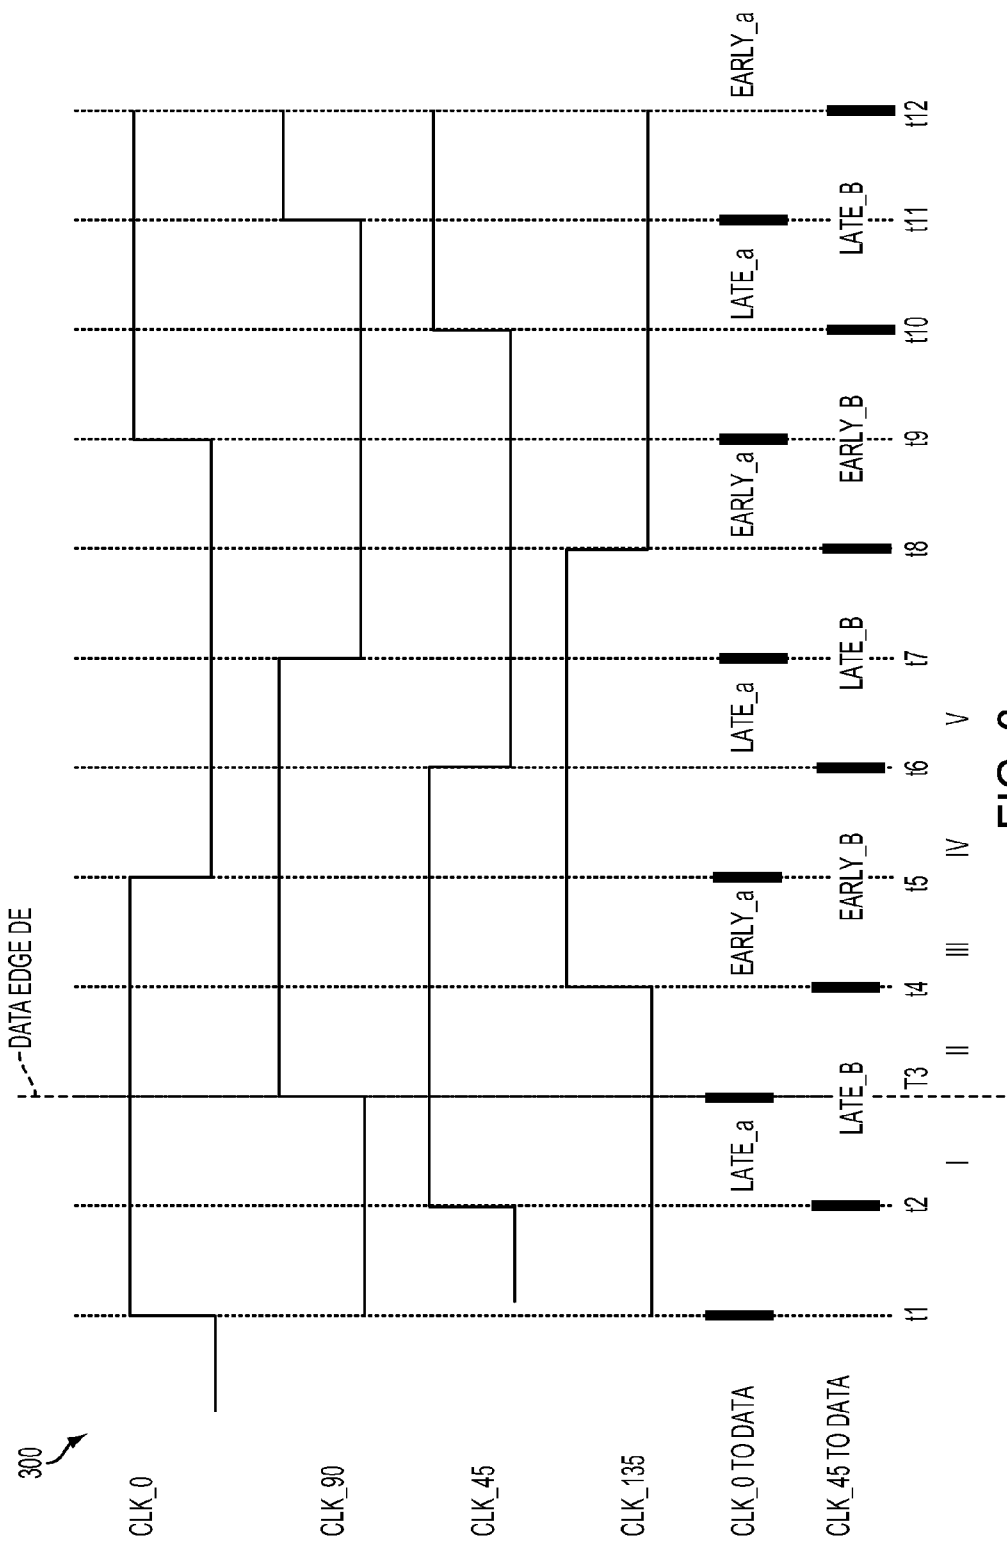 300
DATA EDGE DE
CLK_0
CLK_90
CLK_45
CLK_135
CLK_0 TO DATA
LATE_a
EARLY_a
LATE_a
EARLY_a
LATE_a
EARLY_a
CLK_45 TO DATA
LATE_B
EARLY_B
LATE_B
EARLY_B
LATE_B
t1
t2
T3
t4
t5
t6
t7
t8
t9
t10
t11
t12
I
II
III
IV
V
FIG.